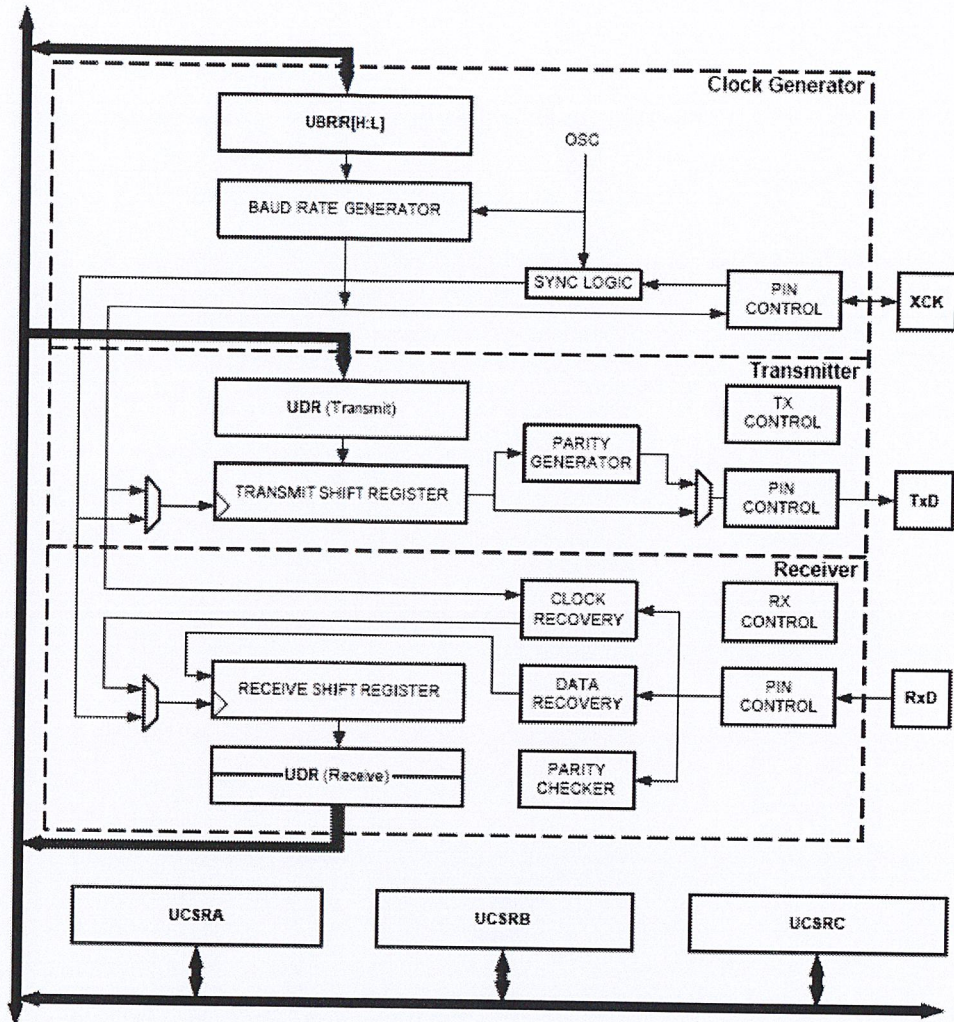 Clock Generator
UBRR[H:L]
OSC
BAUD RATE GENERATOR
SYNC LOGIC
PIN
CONTROL
XCK
Transmitter
UDR (Transmit)
TX
CONTROL
PARITY
GENERATOR
TRANSMIT SHIFT REGISTER
PIN
CONTROL
TxD
Receiver
CLOCK
RECOVERY
RX
CONTROL
RECEIVE SHIFT REGISTER
DATA
RECOVERY
PIN
CONTROL
RxD
UDR (Receive)
PARITY
CHECKER
UCSRA
UCSRB
UCSRC